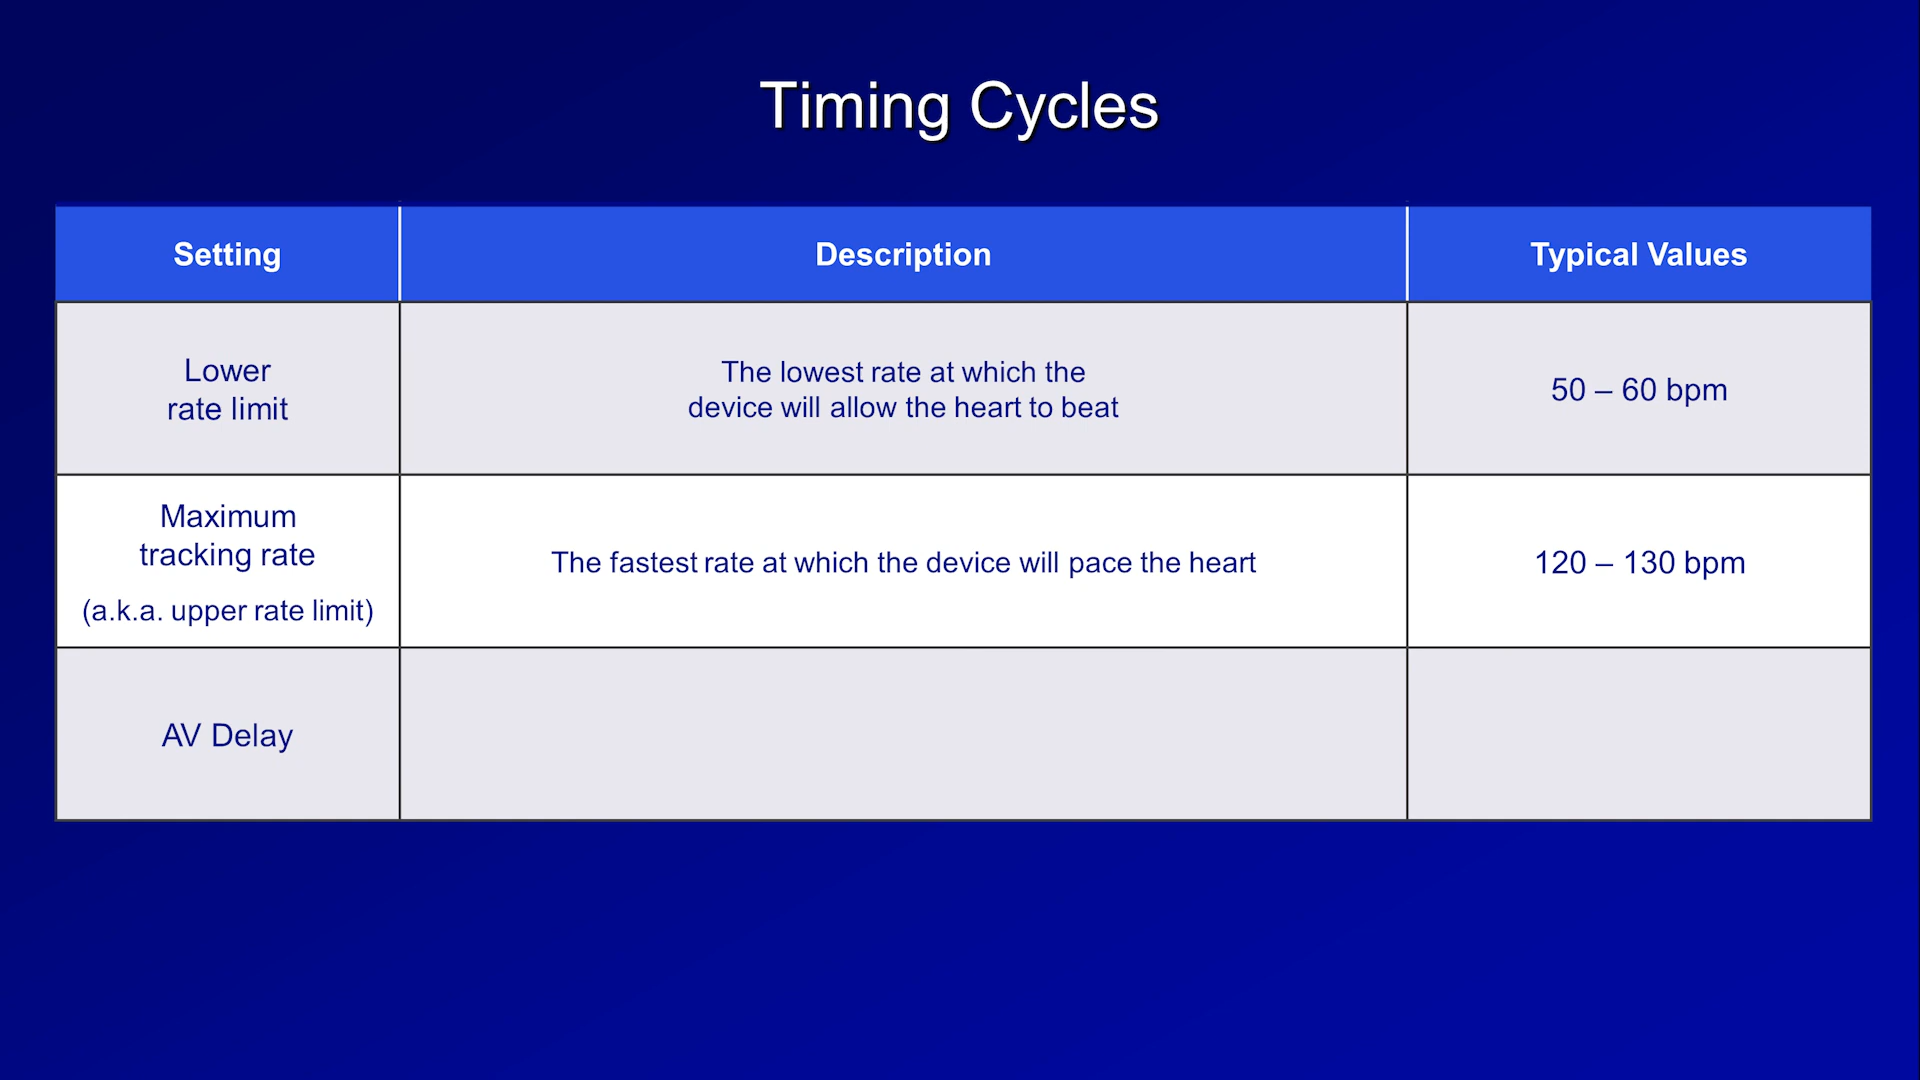 Timing Cycles
Setting
Description
Typical Values
Lower
rate limit
The lowest rate at which the
device will allow the heart to beat
50 – 60 bpm
Maximum
tracking rate
(a.k.a. upper rate limit)
The fastest rate at which the device will pace the heart
120 – 130 bpm
AV Delay